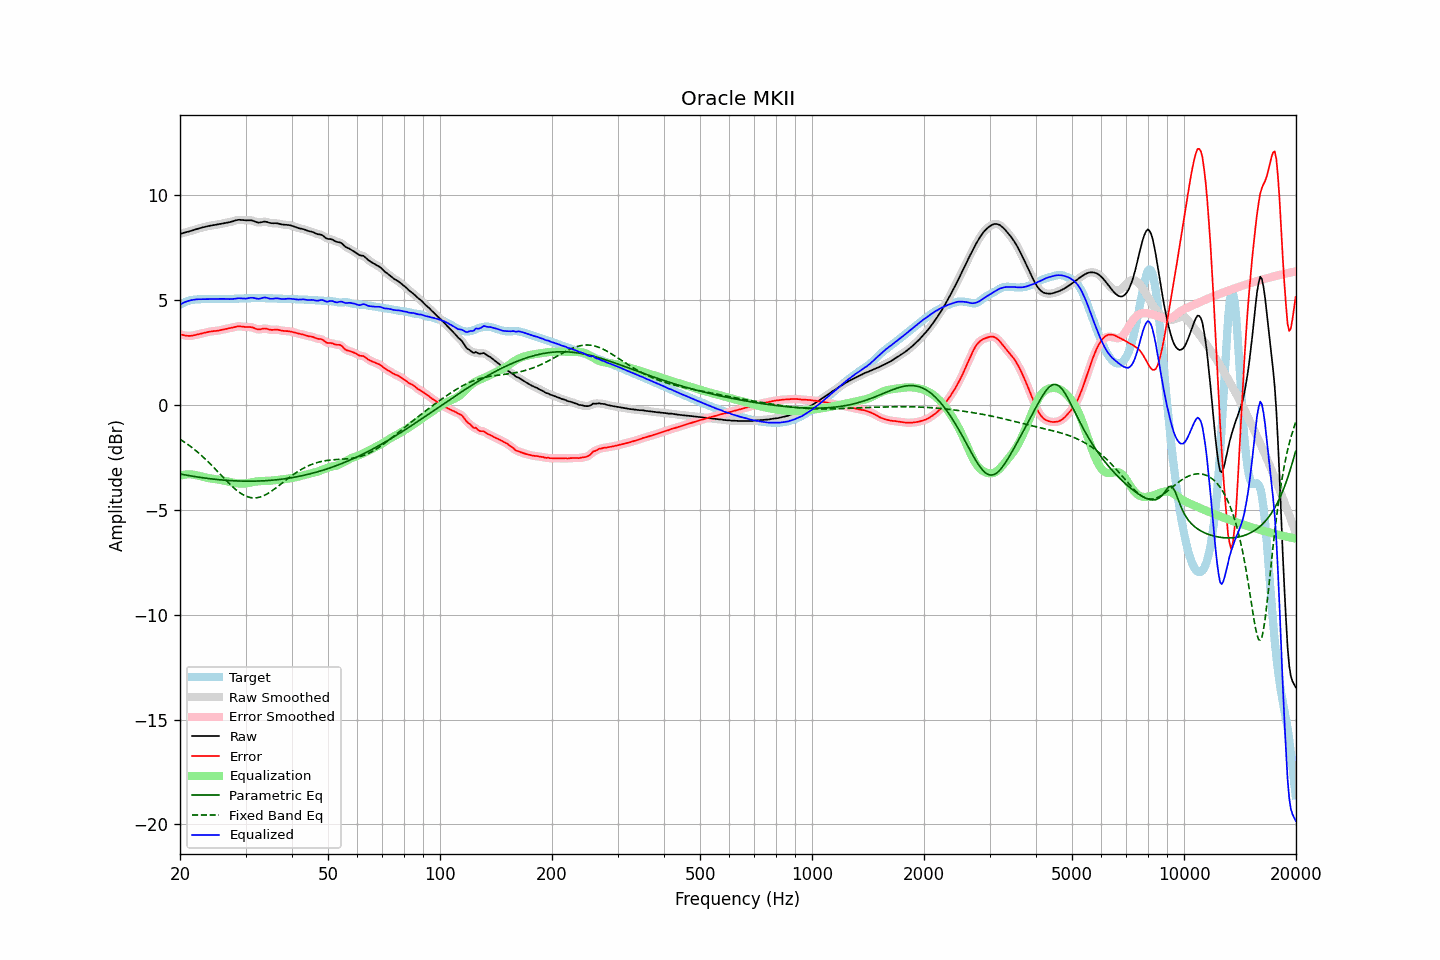 Oracle MKII
Amplitude (dBr)
10
5
0
−5
−10
−15
−20
Target
Raw Smoothed
Error Smoothed
Raw
Error
Equalization
Parametric Eq
Fixed Band Eq
Equalized
20 50 100 200 500 1000 2000 5000 10000 20000
Frequency (Hz)